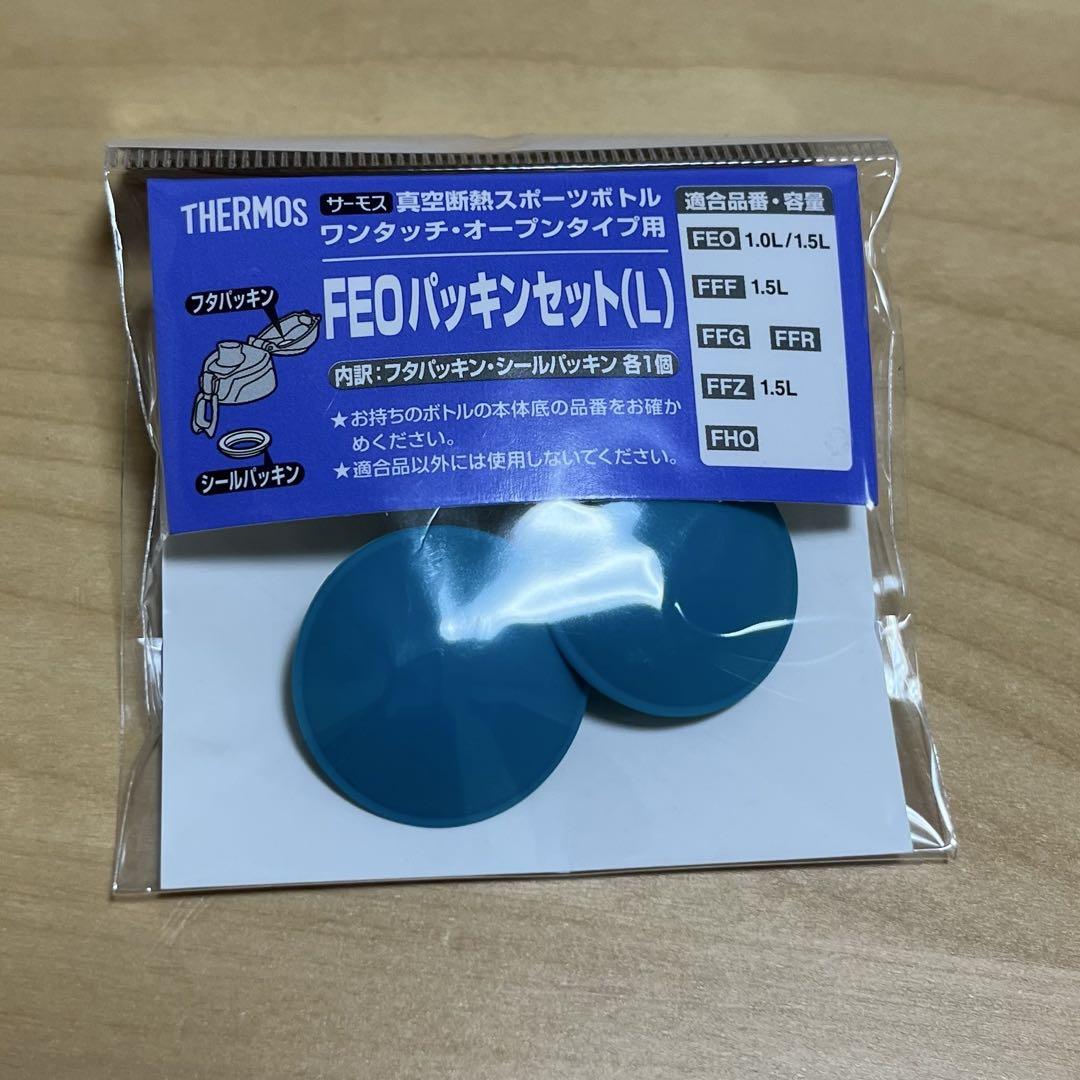 THERMOS
サーモス 真空断熱スポーツボトル
ワンタッチ・オープンタイプ用
FEOパッキンセット(L)
内訳:フタパッキン・シールパッキン 各1個
★お持ちのボトルの本体底の品番をお確か
めください。
★適合品以外には使用しないでください。
フタパッキン
シールパッキン
適合品番・容量
FEO 1.0L/1.5L
FFF 1.5L
FFG FFR
FFZ 1.5L
FHO